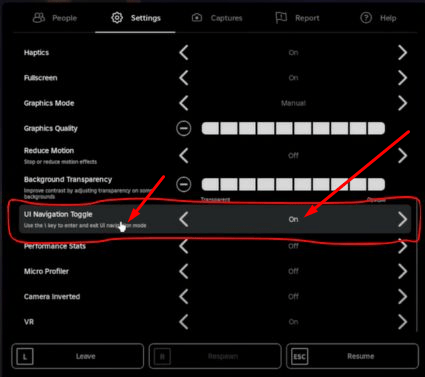 People Settings Captures Report Help
Haptics On
Fullscreen On
Graphics Mode Manual
Graphics Quality
Reduce Motion Off
Stop or reduce motion effects
Background Transparency
Improve contrast by adjusting transparency on some
backgrounds
Transparent Opaque
UI Navigation Toggle On
Use the \ key to enter and exit UI navigation mode
Performance Stats Off
Micro Profiler Off
Camera Inverted Off
VR On
L Leave R Respawn ESC Resume